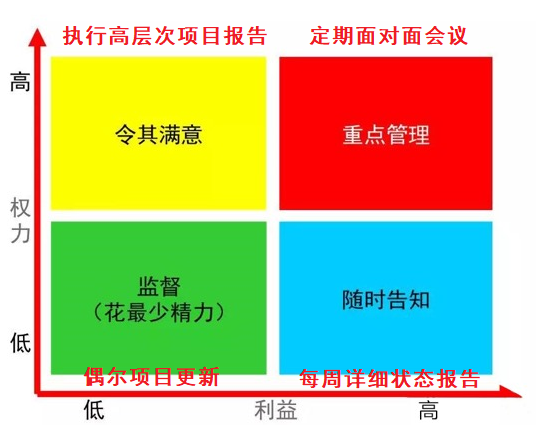 执行高层次项目报告
定期面对面会议
高
令其满意
重点管理
权
力
监督
（花最少精力）
随时告知
低
偶尔项目更新
每周详细状态报告
低
利益
高